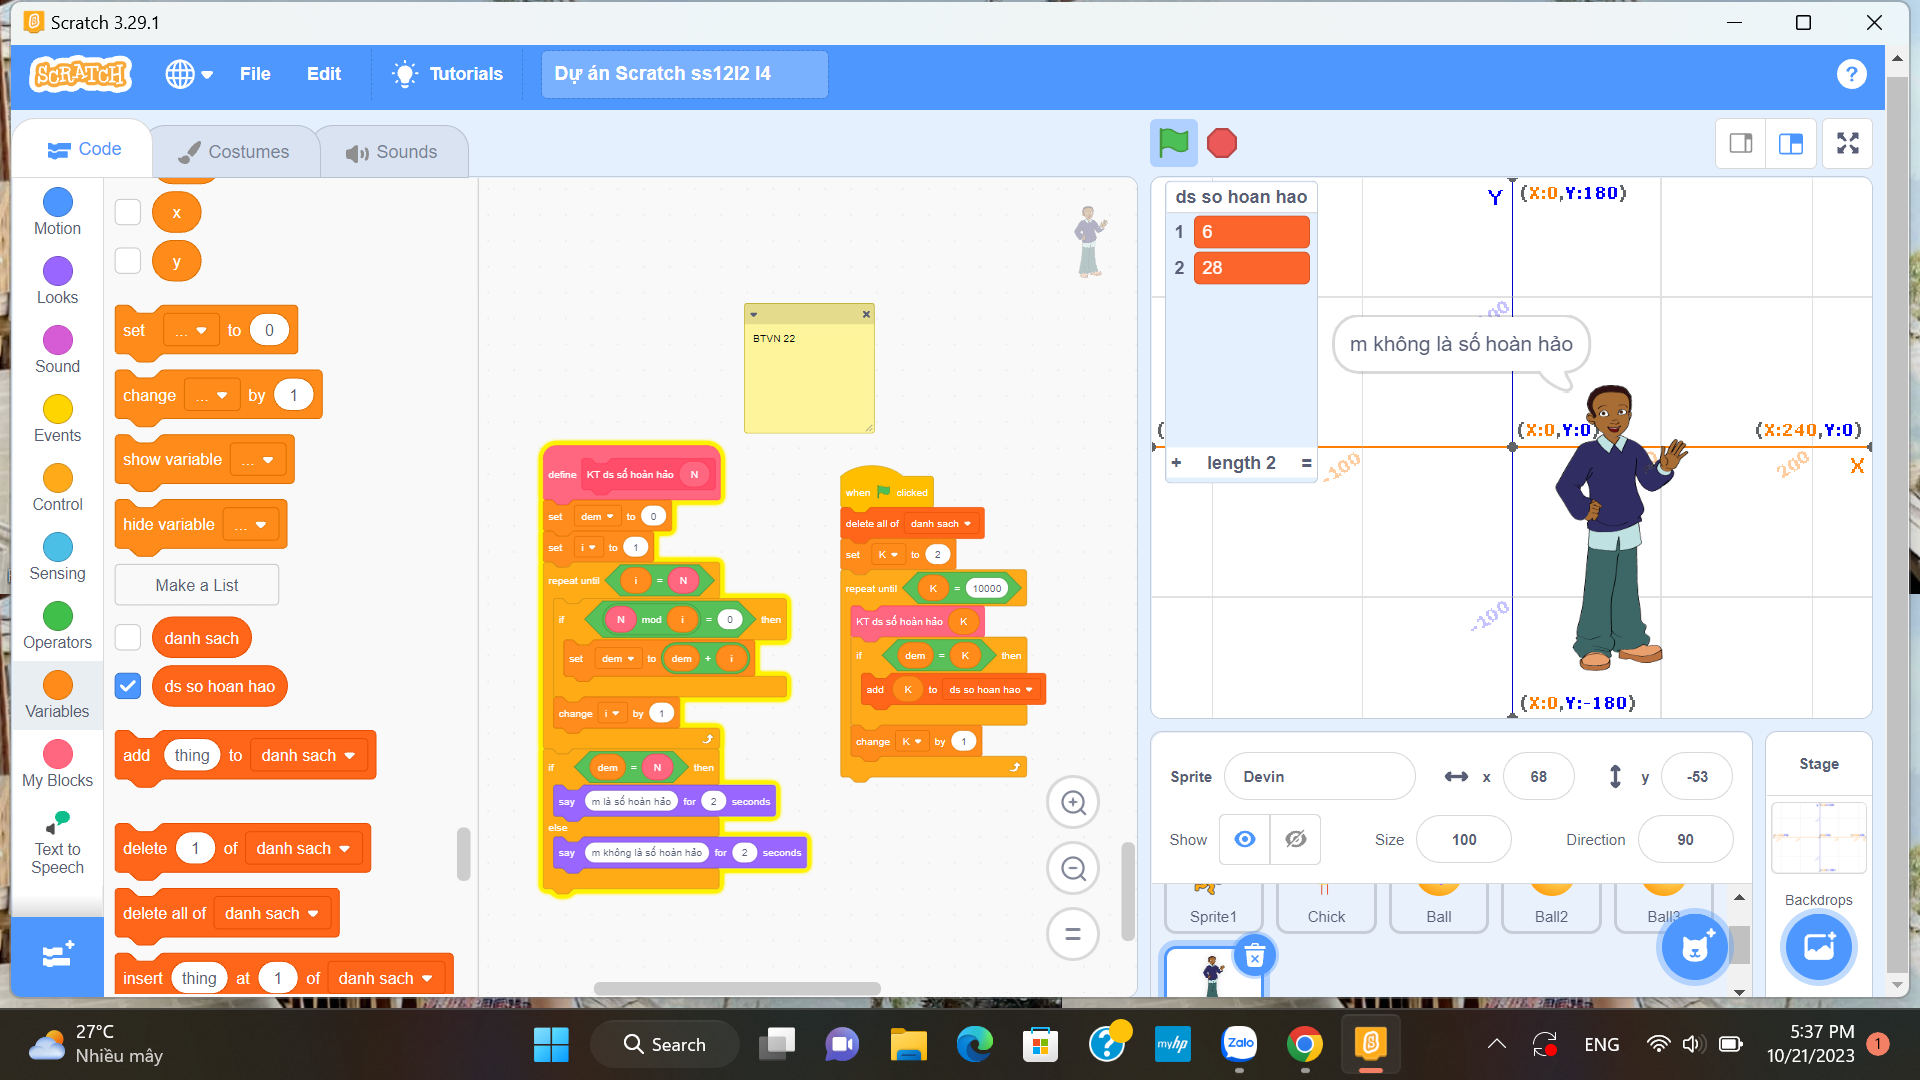 Scratch 3.29.1
SCRATCH
File
Edit
Tutorials
Dự án Scratch ss12l2 l4
?
Code
Costumes
Sounds
Motion
Looks
Sound
Events
Control
Sensing
Operators
Variables
My Blocks
Text to
Speech
x
y
set ... to 0
change ... by 1
show variable ...
hide variable ...
Make a List
danh sach
ds so hoan hao
add thing to danh sach
delete 1 of danh sach
delete all of danh sach
insert thing at 1 of danh sach
BTVN 22
define KT ds số hoàn hảo N
set dem to 0
set i to 1
repeat until i = N
if N mod i = 0 then
set dem to dem + i
change i by 1
if dem = N then
say m là số hoàn hảo for 2 seconds
else
say m không là số hoàn hảo for 2 seconds
when clicked
delete all of danh sach
set K to 2
repeat until K = 10000
KT ds số hoàn hảo K
if dem = K then
add K to ds so hoan hao
change K by 1
ds so hoan hao
1 6
2 28
+ length 2 =
Y (X:0,Y:180)
m không là số hoàn hảo
(X:0,Y:0)
(X:240,Y:0)
-100
200
X
-100
(X:0,Y:-180)
Sprite Devin x 68 y -53
Show Size 100 Direction 90
Sprite1
Chick
Ball
Ball2
Ball3
Stage
Backdrops
27°C
Nhiều mây
Search
myhp
Zalo
ENG
5:37 PM
10/21/2023
1